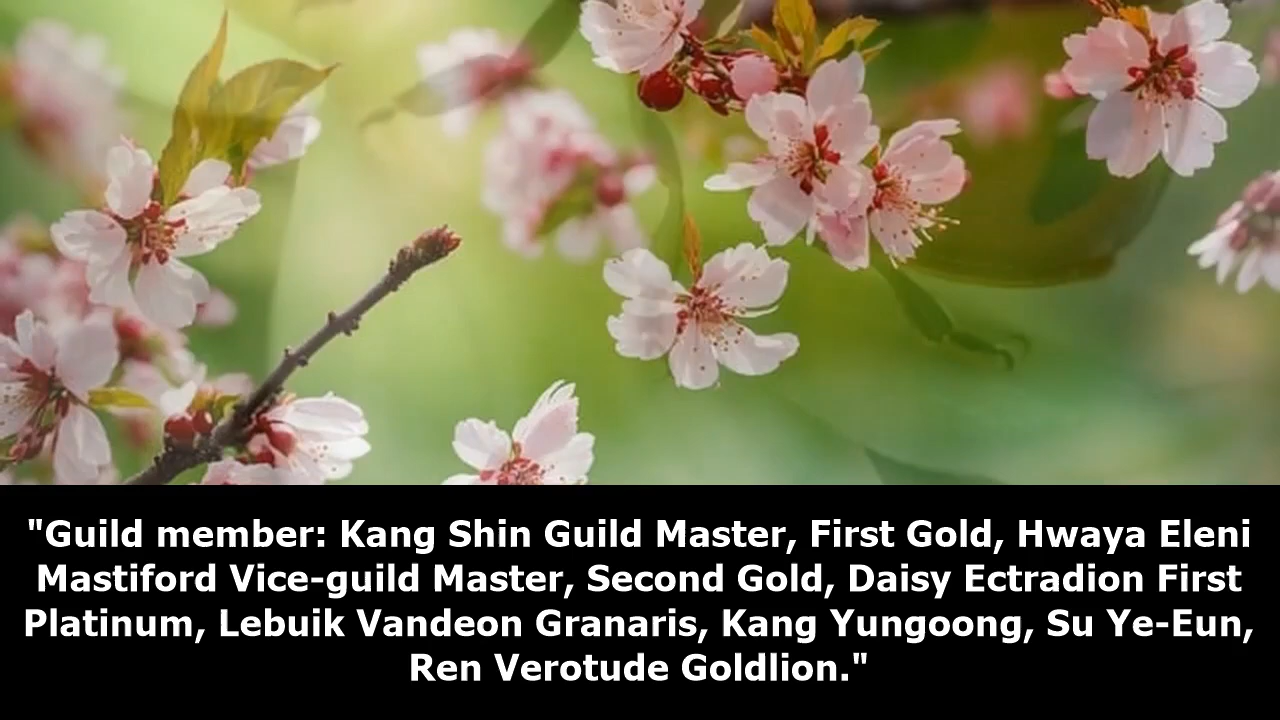 "Guild member: Kang Shin Guild Master, First Gold, Hwaya Eleni
Mastiford Vice-guild Master, Second Gold, Daisy Ectradion First
Platinum, Lebuik Vandeon Granaris, Kang Yungoong, Su Ye-Eun,
Ren Verotude Goldlion."